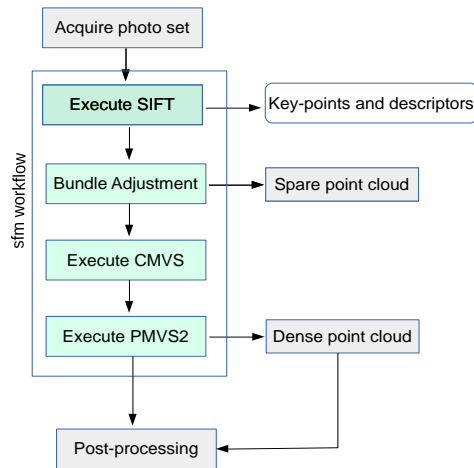 Acquire photo set
sfm workflow
Execute SIFT
Key-points and descriptors
Bundle Adjustment
Spare point cloud
Execute CMVS
Execute PMVS2
Dense point cloud
Post-processing